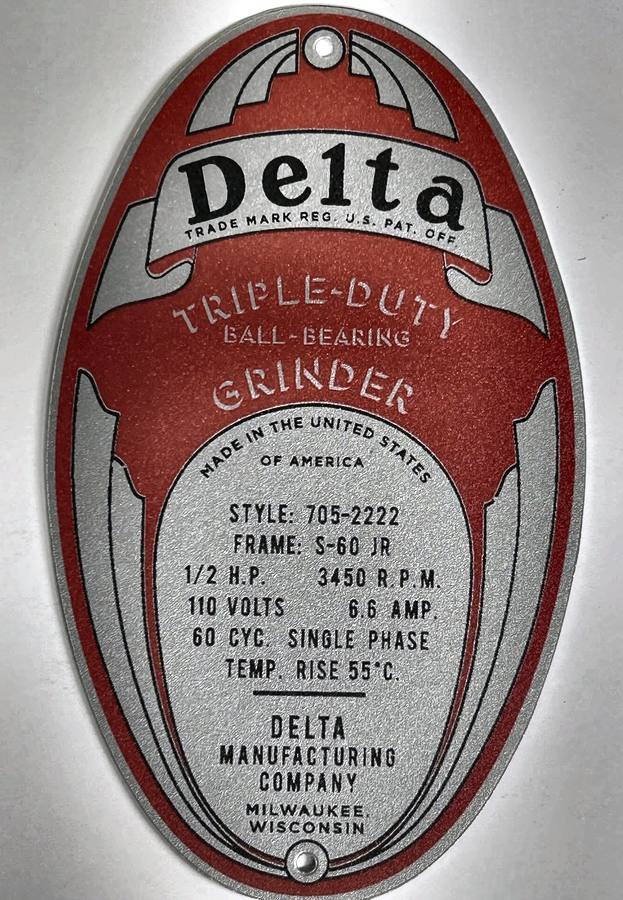 Delta
TRADE MARK REG. U.S. PAT. OFF
TRIPLE-DUTY
BALL-BEARING
GRINDER
MADE IN THE UNITED STATES
OF AMERICA
STYLE: 705-2222
FRAME: S-60 JR
1/2 H.P. 3450 R.P.M.
110 VOLTS 6.6 AMP.
60 CYC. SINGLE PHASE
TEMP. RISE 55°C.
DELTA
MANUFACTURING
COMPANY
MILWAUKEE,
WISCONSIN